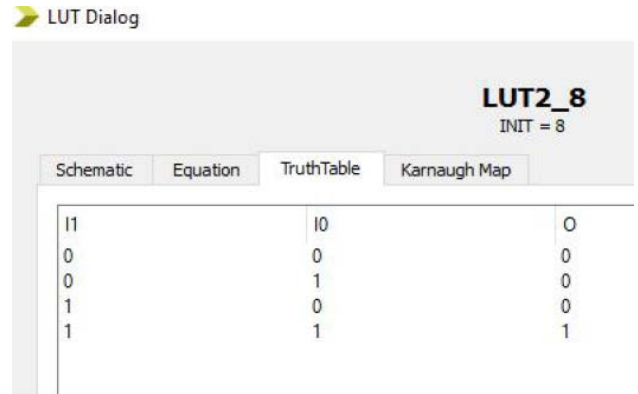 LUT Dialog
LUT2_8
INIT = 8
Schematic Equation TruthTable Karnaugh Map
I1 I0 O
0 0 0
0 1 0
1 0 0
1 1 1